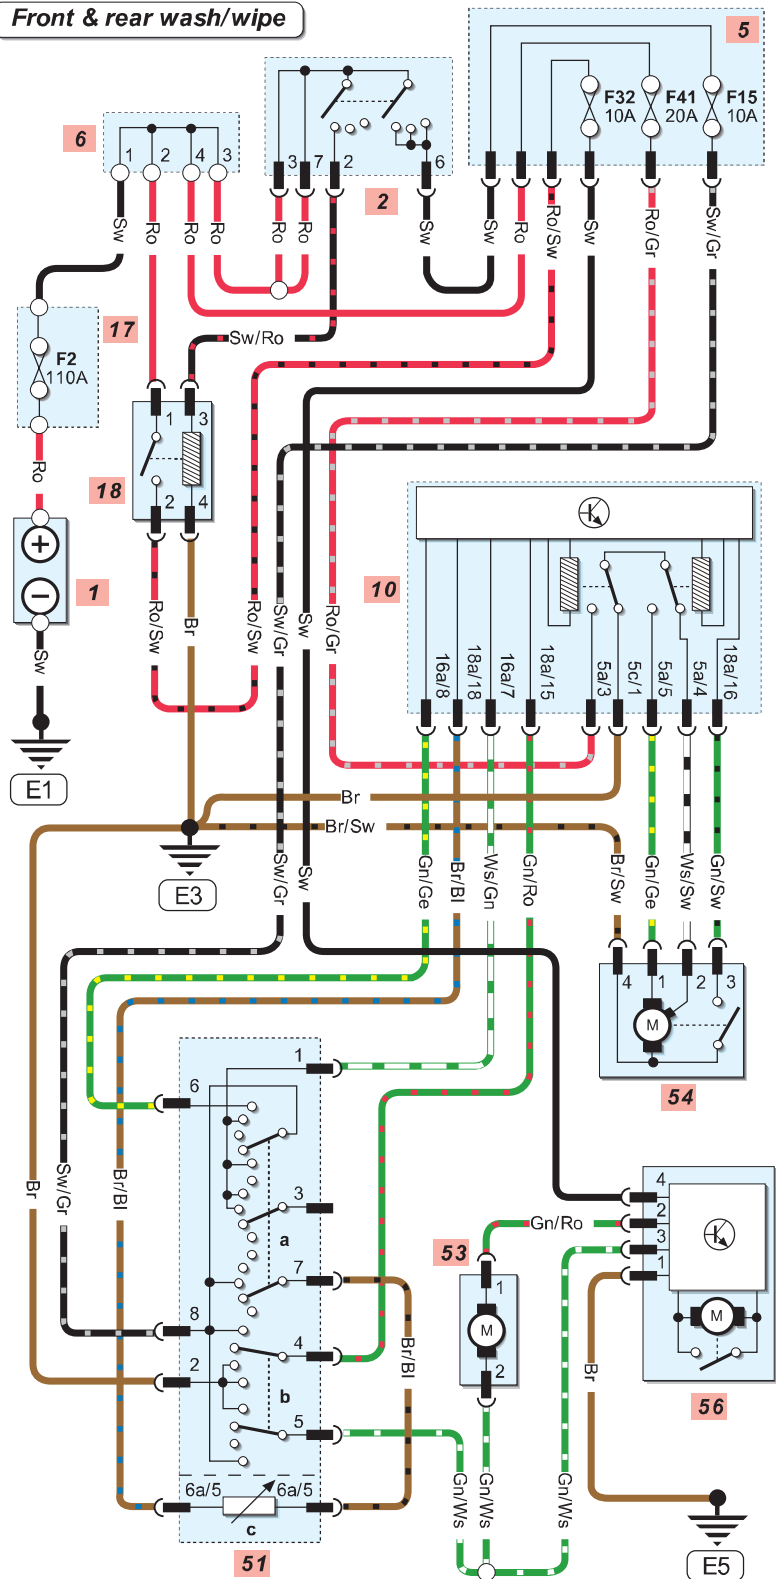 Front & rear wash/wipe
5
F32
10A
F41
20A
F15
10A
6
1 2 4 3
3 7 2 6
2
Sw
Ro
Ro
Ro
Ro
Ro
Sw
Sw
Ro
Ro/Sw
Sw
Ro/Gr
Sw/Gr
17
F2
110A
Sw/Ro
1 3
18
2 4
Ro
10
1
Sw
Ro/Sw
Br
Ro/Sw
Sw/Gr
Sw
Ro/Gr
16a/8
18a/18
16a/7
18a/15
5a/3
5c/1
5a/5
5a/4
18a/16
E1
Br
Br/Sw
E3
Sw/Gr
Sw
Gn/Ge
Br/Bl
Ws/Gn
Gn/Ro
Br/Sw
Gn/Ge
Ws/Sw
Gn/Sw
4 1 2 3
M
54
1
6
3
a
7
8
4
2
b
5
6a/5
6a/5
c
51
Br
Sw/Gr
Br/Bl
Br/Bl
Gn/Ro
53
1
M
2
4
2
3
1
M
56
Br
Gn/Ws
Gn/Ws
Gn/Ws
E5